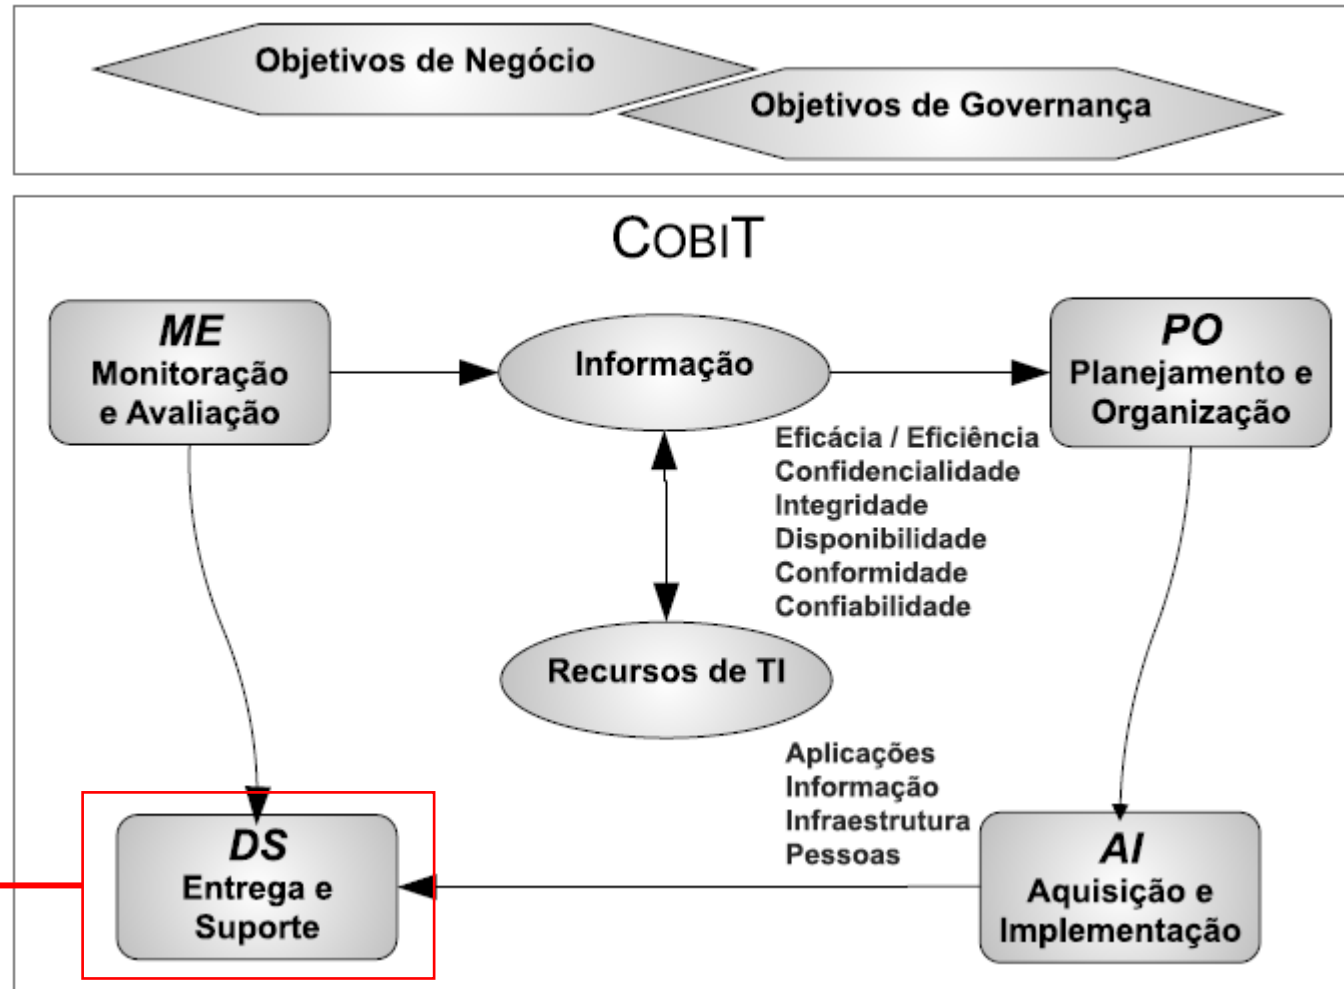 Objetivos de Negócio
Objetivos de Governança
COBIT
ME
Monitoração
e Avaliação
Informação
PO
Planejamento e
Organização
Eficácia / Eficiência
Confidencialidade
Integridade
Disponibilidade
Conformidade
Confiabilidade
Recursos de TI
Aplicações
Informação
Infraestrutura
Pessoas
DS
Entrega e
Suporte
AI
Aquisição e
Implementação